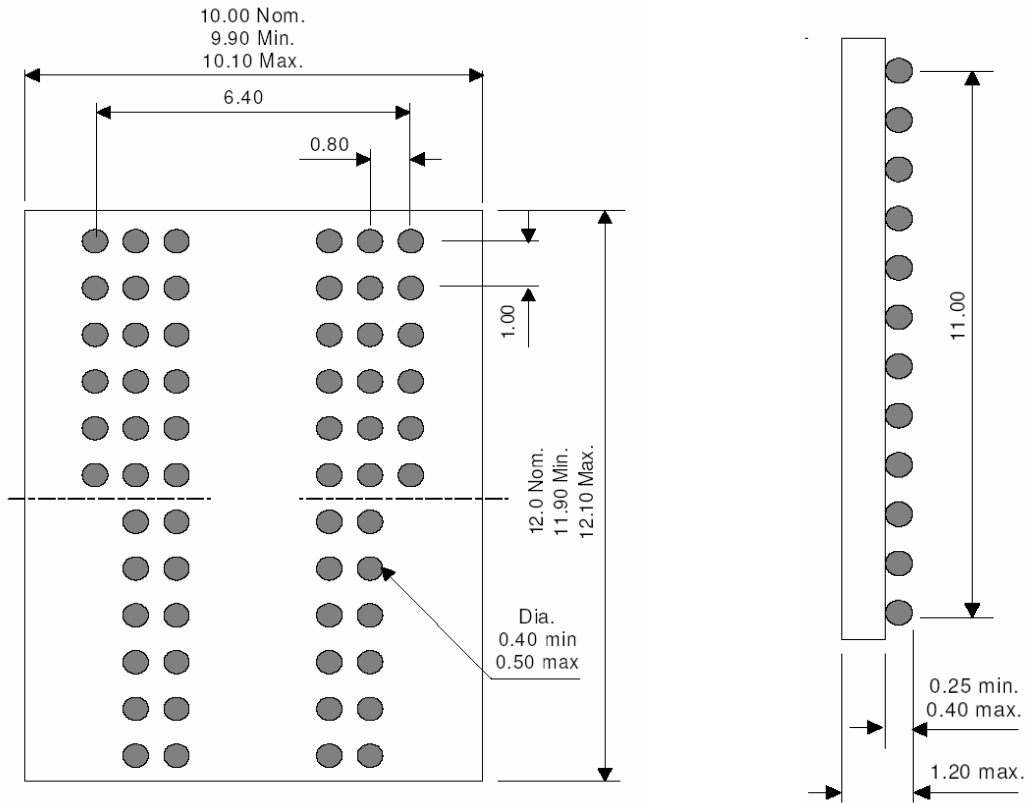 10.00 Nom.
9.90 Min.
10.10 Max.
6.40
0.80
1.00
12.0 Nom.
11.90 Min.
12.10 Max.
Dia.
0.40 min
0.50 max
11.00
0.25 min.
0.40 max.
1.20 max.